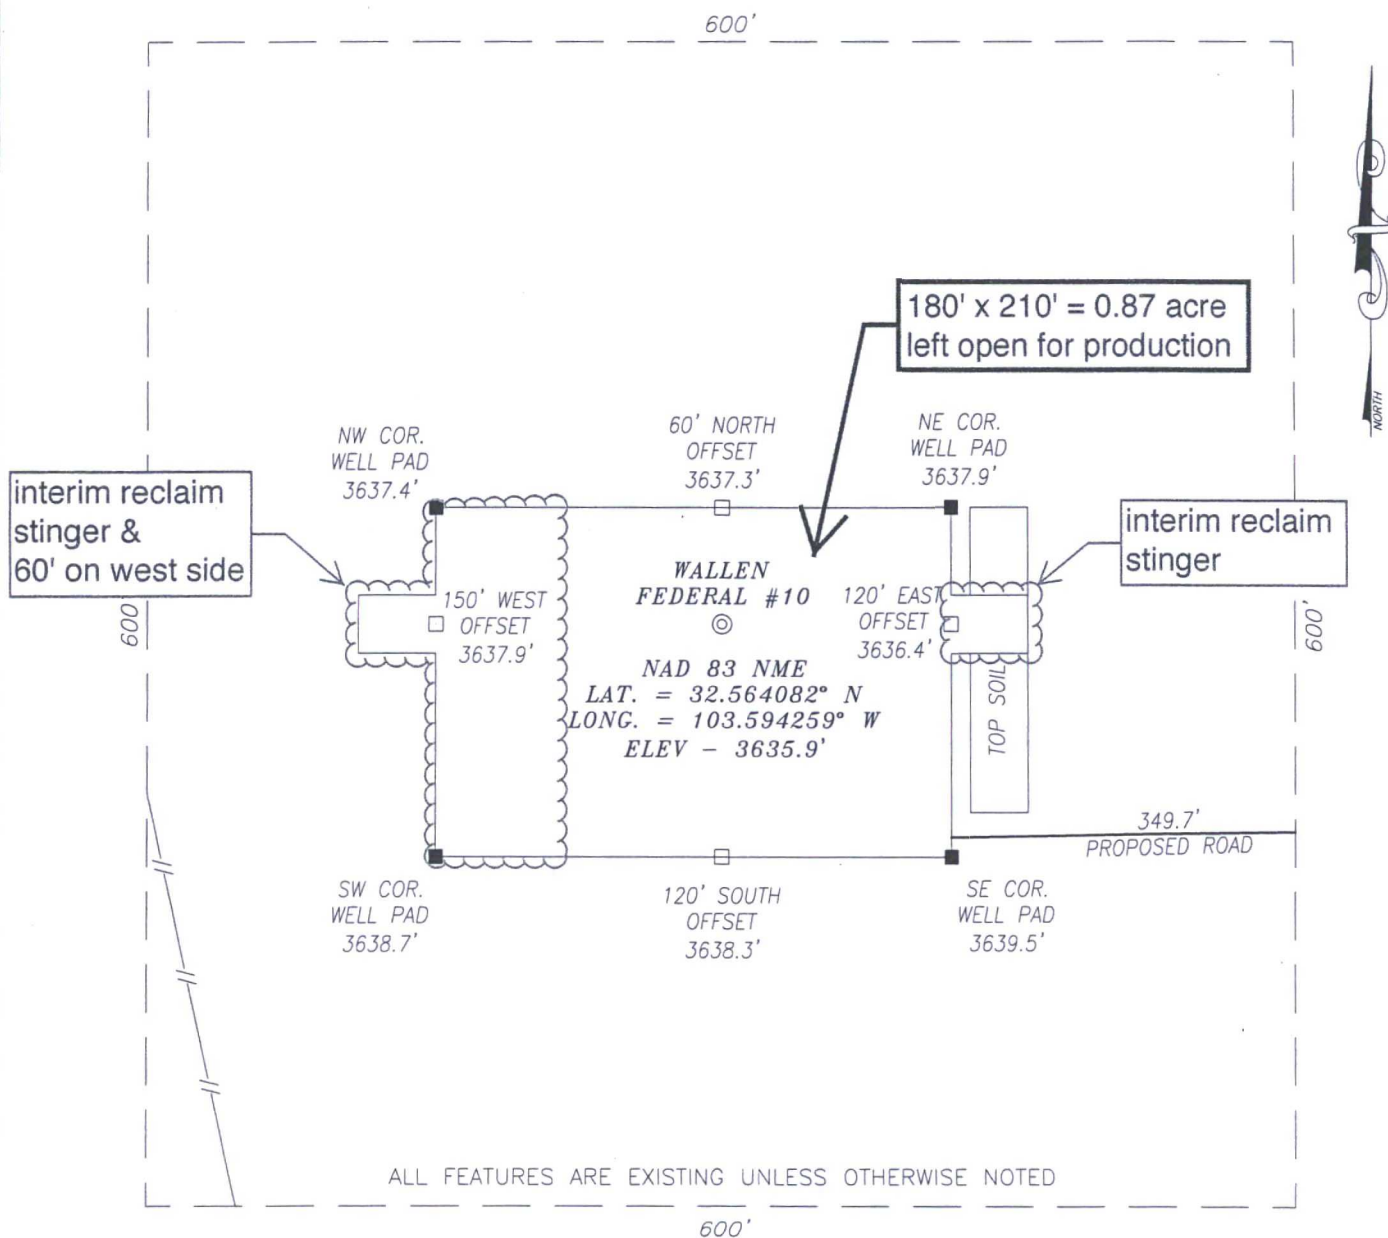 600'
180' x 210' = 0.87 acre
left open for production
NORTH
NW COR.
WELL PAD
3637.4'
60' NORTH
OFFSET
3637.3'
NE COR.
WELL PAD
3637.9'
interim reclaim
stinger &
60' on west side
interim reclaim
stinger
600'
150' WEST
OFFSET
3637.9'
WALLEN
FEDERAL #10
120' EAST
OFFSET
3636.4'
600'
NAD 83 NME
LAT. = 32.564082° N
LONG. = 103.594259° W
ELEV - 3635.9'
TOP SOIL
349.7'
PROPOSED ROAD
SW COR.
WELL PAD
3638.7'
120' SOUTH
OFFSET
3638.3'
SE COR.
WELL PAD
3639.5'
ALL FEATURES ARE EXISTING UNLESS OTHERWISE NOTED
600'